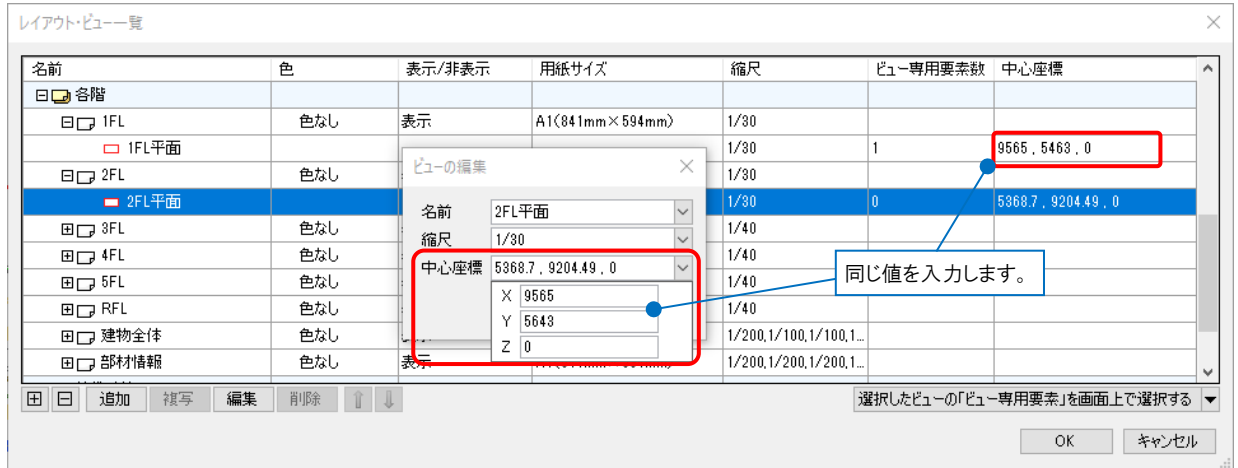 レイアウト・ビュー一覧
名前 色 表示/非表示 用紙サイズ 縮尺 ビュー専用要素数 中心座標
各階
1FL 色なし 表示 A1(841mm×594mm) 1/30
1FL平面 1/30 1 9565 , 5463 , 0
2FL 色なし 1/30
2FL平面 1/30 0 5368.7 , 9204.49 , 0
3FL 色なし 1/40
4FL 色なし 1/40
5FL 色なし 1/40
RFL 色なし 1/40
建物全体 色なし 1/200,1/100,1/100,1...
部材情報 色なし 表示 1/200,1/200,1/200,1...
ビューの編集
名前 2FL平面
縮尺 1/30
中心座標 5368.7 , 9204.49 , 0
X 9565
Y 5643
Z 0
同じ値を入力します。
追加 複写 編集 削除 選択したビューの「ビュー専用要素」を画面上で選択する
OK キャンセル